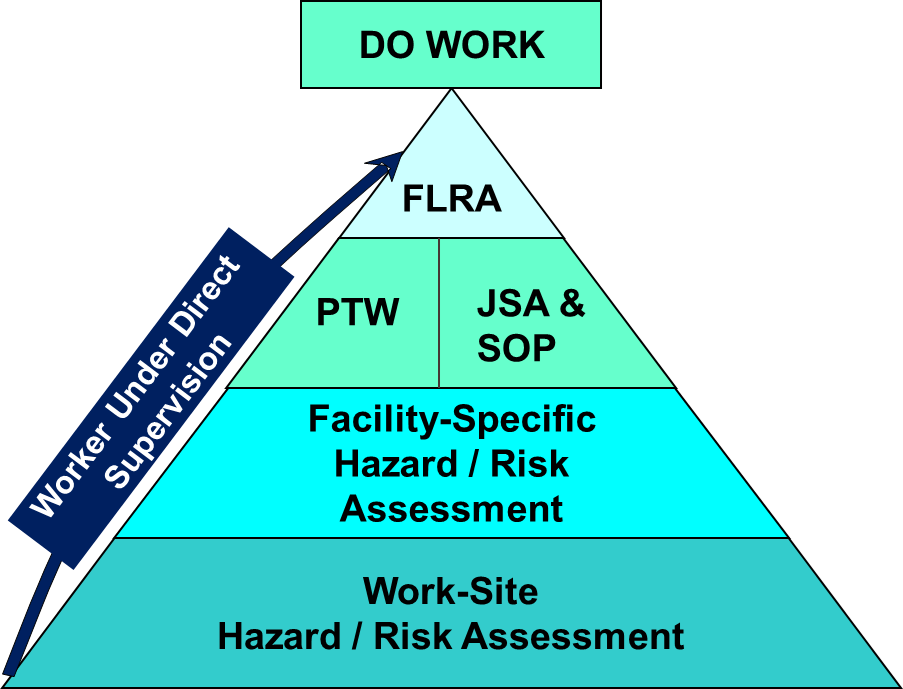 DO WORK
FLRA
PTW
JSA &
SOP
Worker Under Direct
Supervision
Facility-Specific
Hazard / Risk
Assessment
Work-Site
Hazard / Risk Assessment